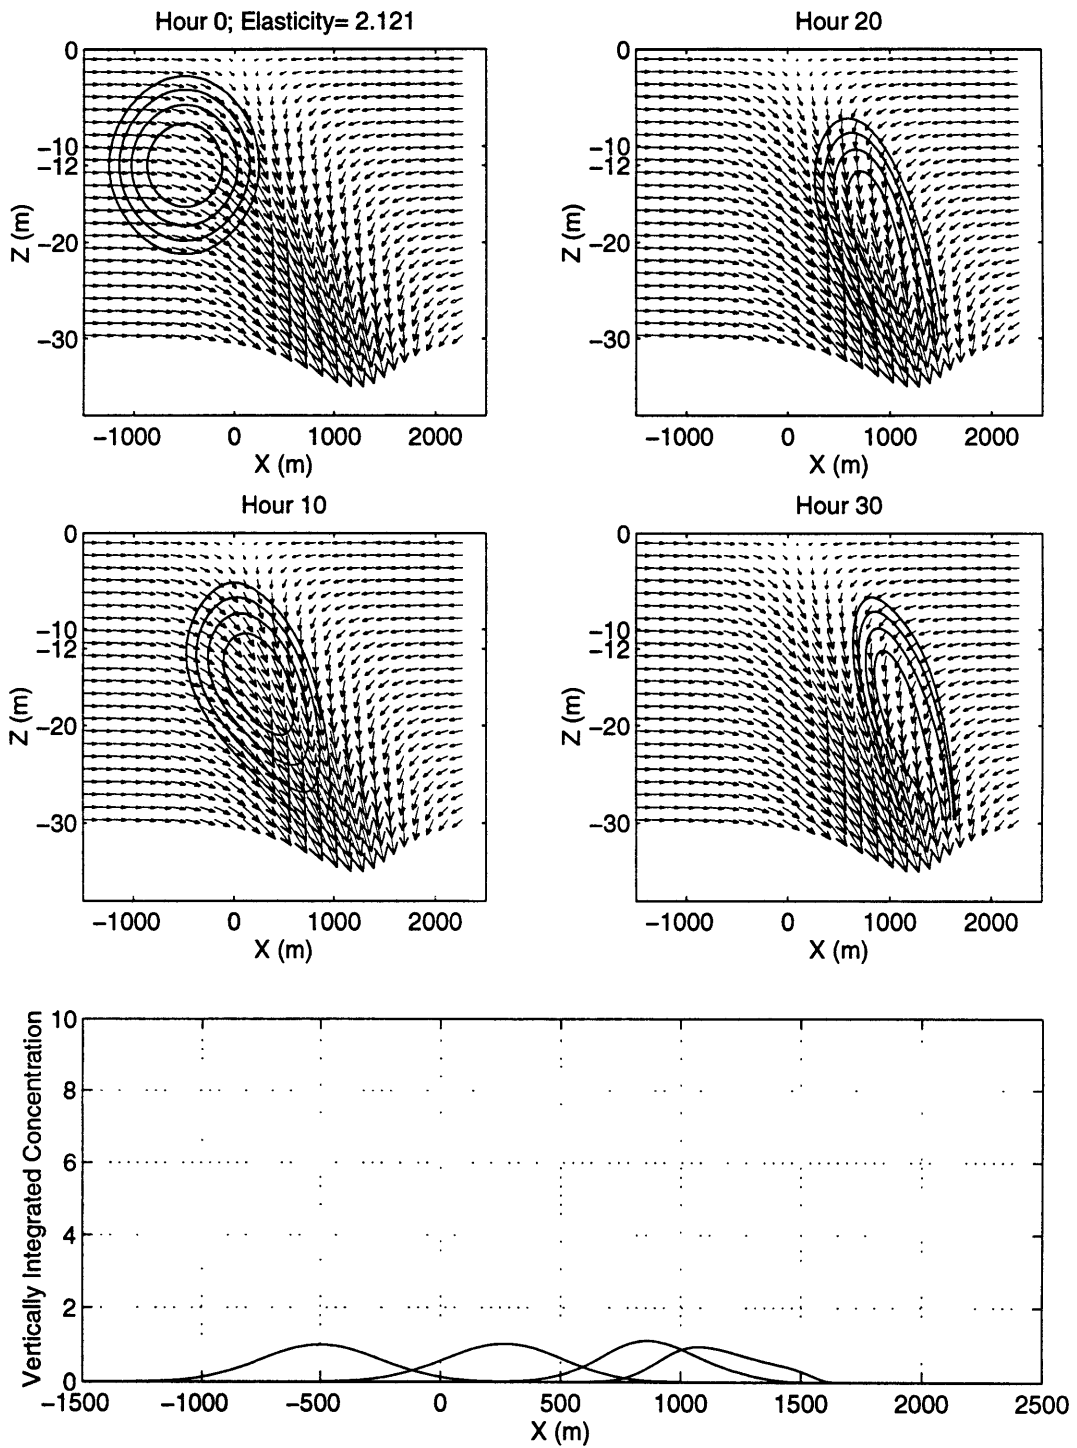 Hour 0; Elasticity= 2.121
0
−10
−12
−20
−30
Z (m)
−1000 0 1000 2000
X (m)
Hour 20
0
−10
−12
−20
−30
Z (m)
−1000 0 1000 2000
X (m)
Hour 10
0
−10
−12
−20
−30
Z (m)
−1000 0 1000 2000
X (m)
Hour 30
0
−10
−12
−20
−30
Z (m)
−1000 0 1000 2000
X (m)
Vertically Integrated Concentration
10
8
6
4
2
0
-1500 -1000 -500 0 500 1000 1500 2000 2500
X (m)